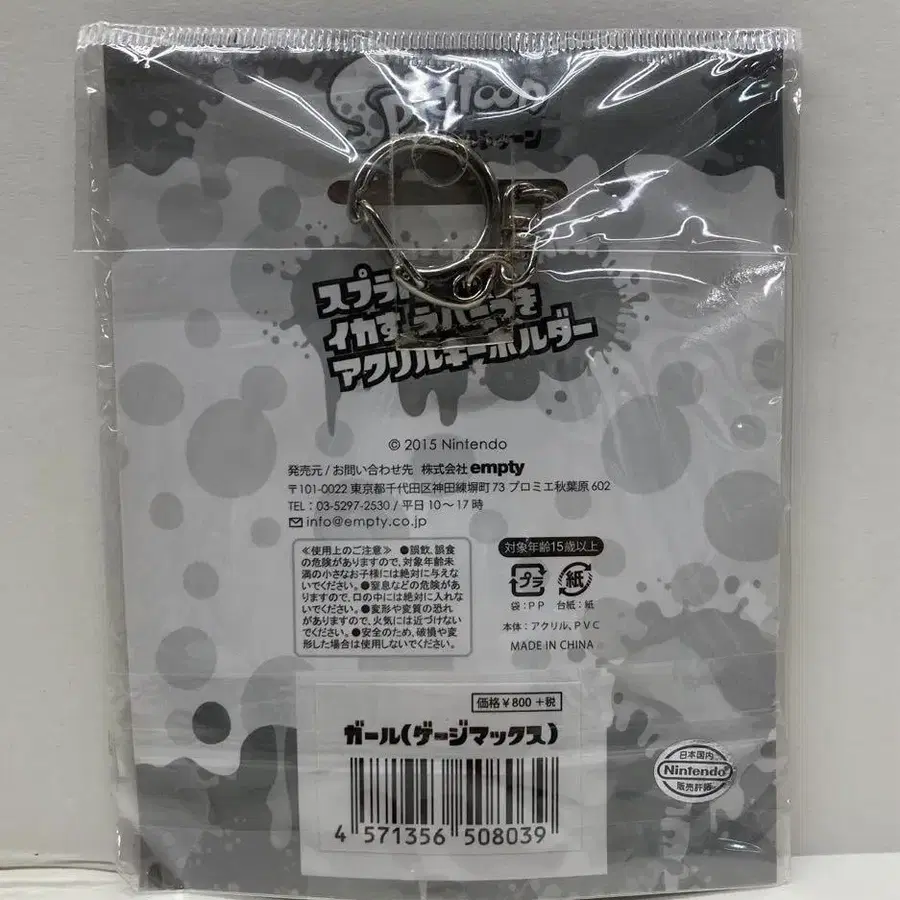 Splatoon
スプラ
イカす ラバーつき
アクリルキーホルダー
© 2015 Nintendo
発売元 / お問い合わせ先 株式会社empty
〒101-0022 東京都千代田区神田練塀町73 プロミエ秋葉原 602
TEL : 03-5297-2530 / 平日 10〜17時
info@empty.co.jp
≪使用上のご注意≫ ●誤飲、誤食
の危険がありますので、対象年齢未
満の小さなお子様には絶対に与えな
いでください。●窒息などの危険があ
りますので、口の中には絶対に入れな
いでください。●変形や変質の恐れ
がありますので、火気には近づけない
でください。●安全のため、破損や変
形した場合は使用しないでください。
対象年齢15歳以上
プラ 紙
袋：PP 台紙：紙
本体：アクリル、PVC
MADE IN CHINA
価格¥800 +税
ガール(ゲージマックス)
4 571356 508039
日本国内
Nintendo
販売許諾